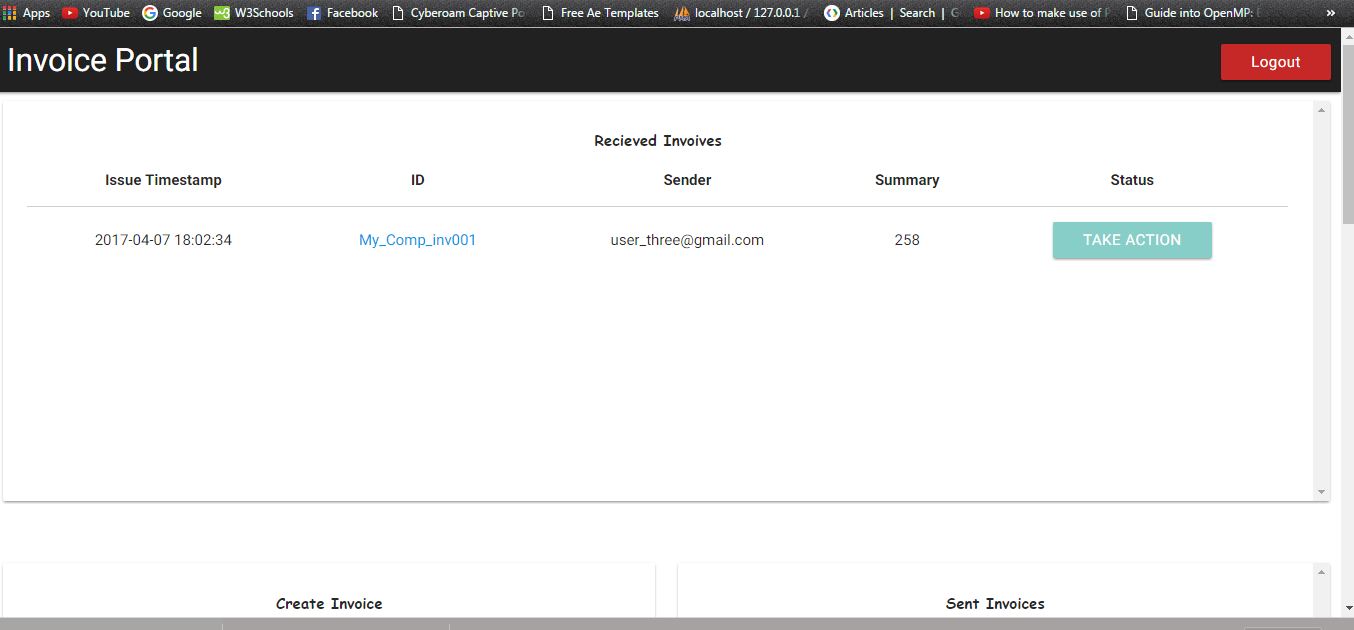 Apps YouTube Google W3Schools Facebook Cyberoam Captive Free Ae Templates localhost / 127.0.0.1 / Articles | Search | How to make use of Guide into OpenMP: »
Invoice Portal Logout
Recieved Invoives
Issue Timestamp ID Sender Summary Status
2017-04-07 18:02:34 My_Comp_inv001 user_three@gmail.com 258 TAKE ACTION
Create Invoice Sent Invoices